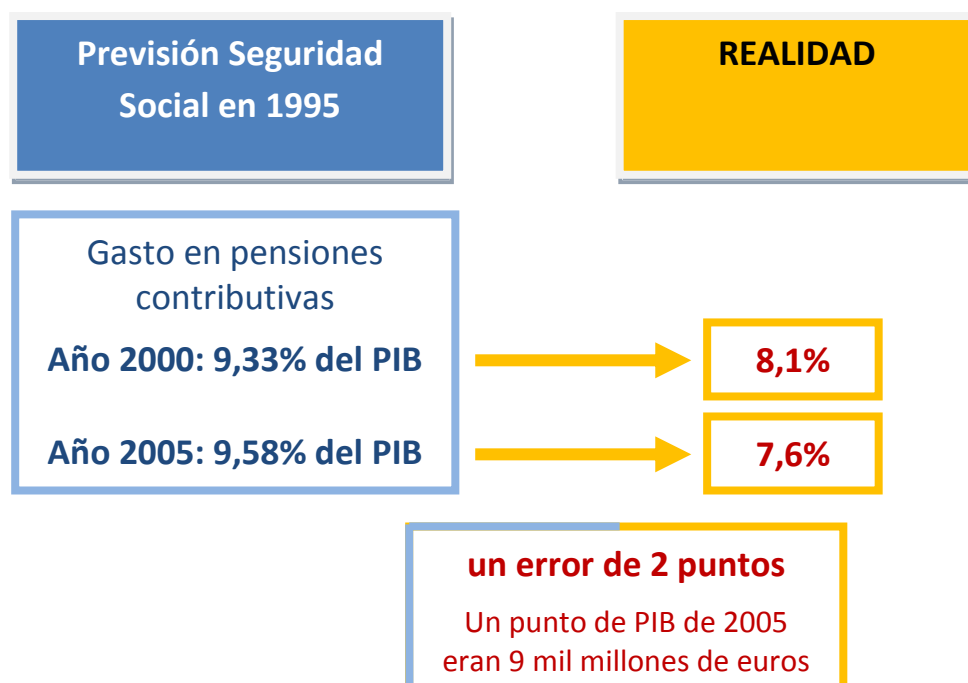 Previsión Seguridad
Social en 1995
REALIDAD
Gasto en pensiones
contributivas
Año 2000: 9,33% del PIB
8,1%
Año 2005: 9,58% del PIB
7,6%
un error de 2 puntos
Un punto de PIB de 2005
eran 9 mil millones de euros